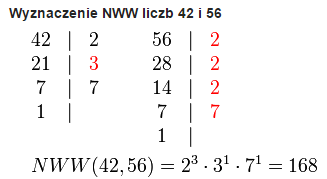 Wyznaczenie NWW liczb 42 i 56
42 | 2 56 | 2
21 | 3 28 | 2
7 | 7 14 | 2
1 | 7 | 7
1 |
NWW(42,56) = 2³ · 3¹ · 7¹ = 168